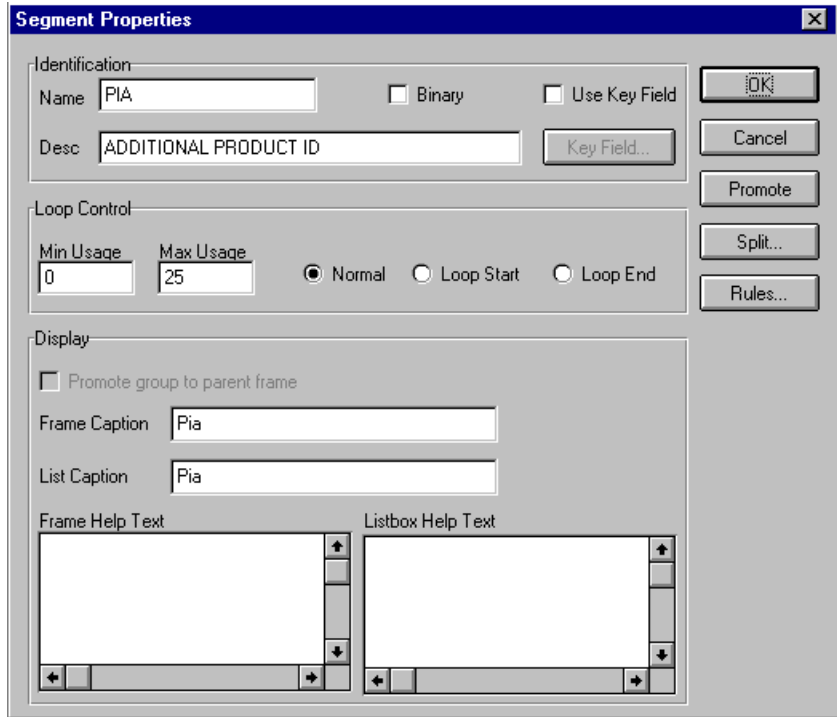 Segment Properties
Identification
Name PIA Binary Use Key Field
Desc ADDITIONAL PRODUCT ID Key Field...
OK
Cancel
Promote
Split...
Rules...
Loop Control
Min Usage Max Usage
0 25 Normal Loop Start Loop End
Display
Promote group to parent frame
Frame Caption Pia
List Caption Pia
Frame Help Text Listbox Help Text